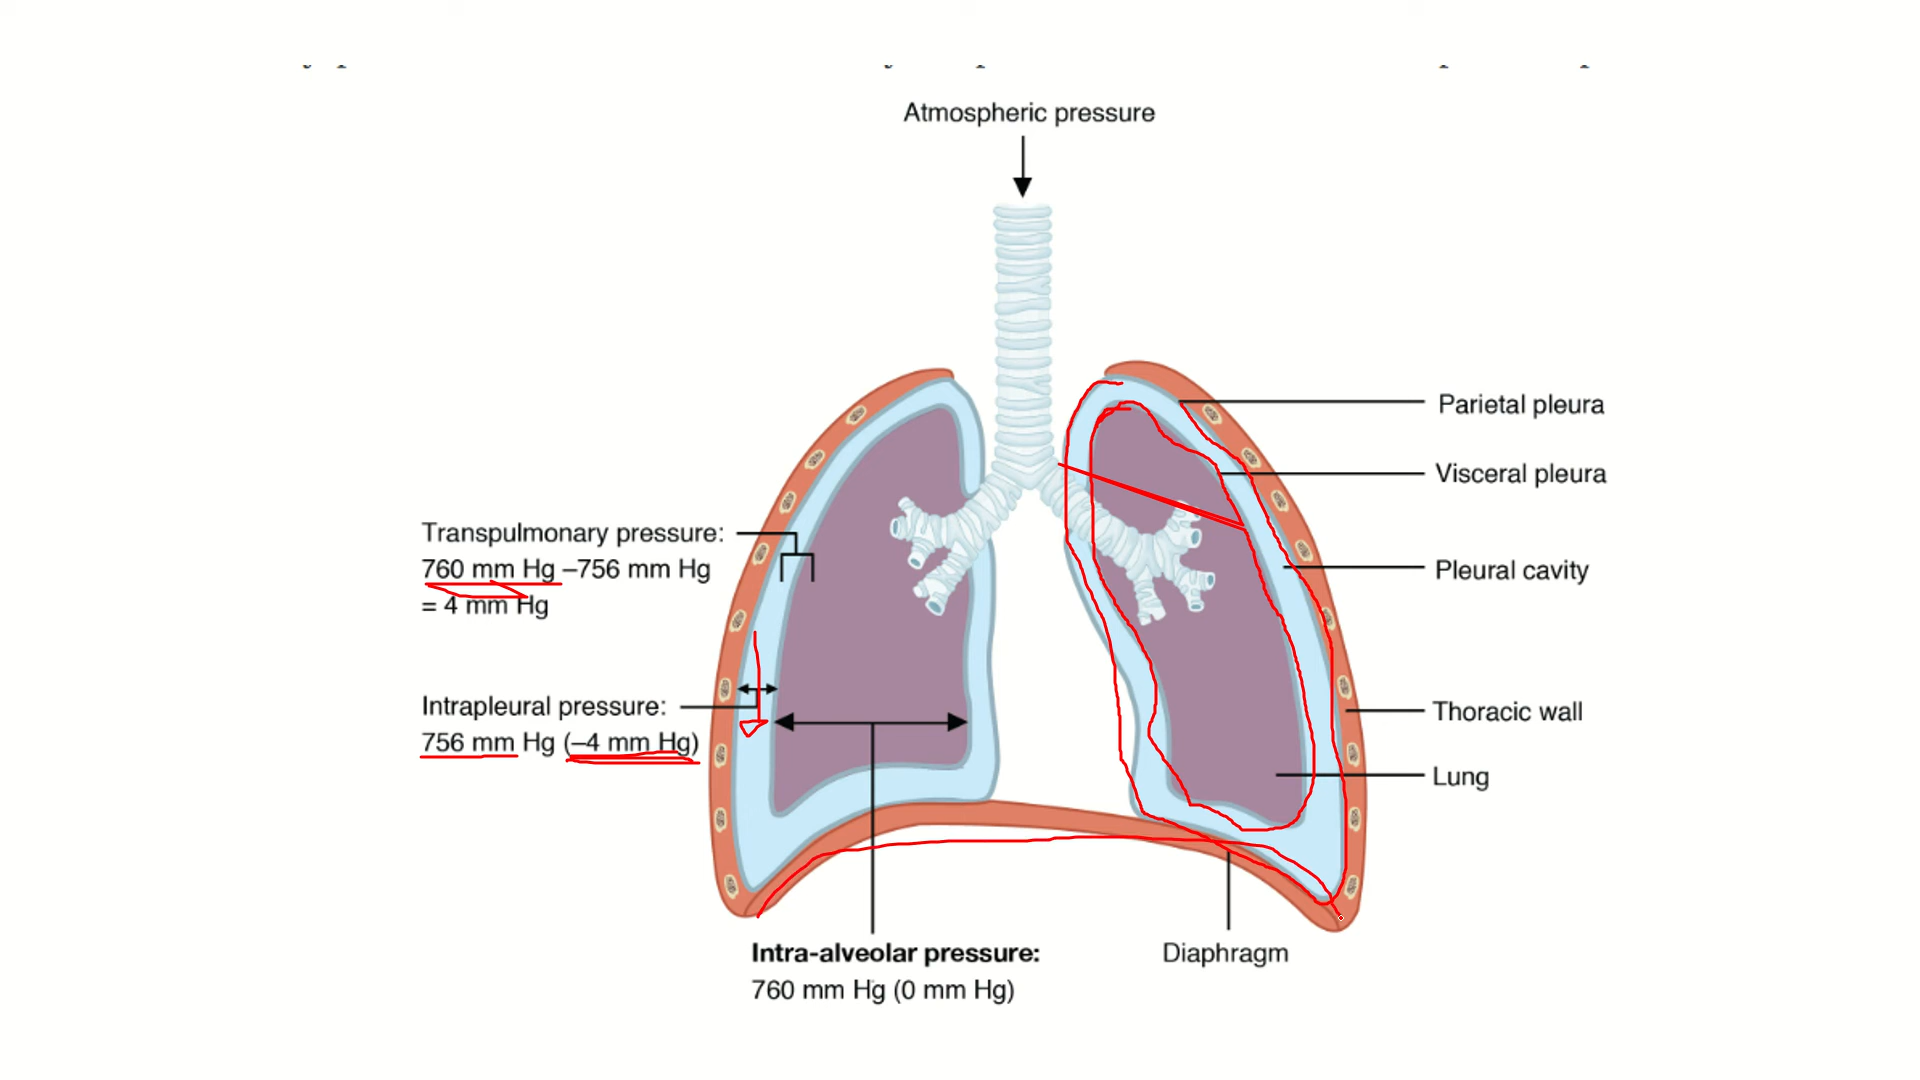 Atmospheric pressure
Parietal pleura
Visceral pleura
Transpulmonary pressure:
760 mm Hg –756 mm Hg
= 4 mm Hg
Pleural cavity
Intrapleural pressure:
756 mm Hg (–4 mm Hg)
Thoracic wall
Lung
Intra-alveolar pressure:
760 mm Hg (0 mm Hg)
Diaphragm